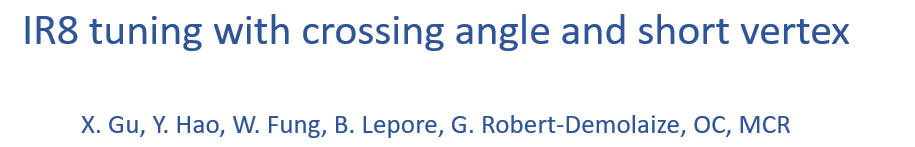 IR8 tuning with crossing angle and short vertex
X. Gu, Y. Hao, W. Fung, B. Lepore, G. Robert-Demolaize, OC, MCR